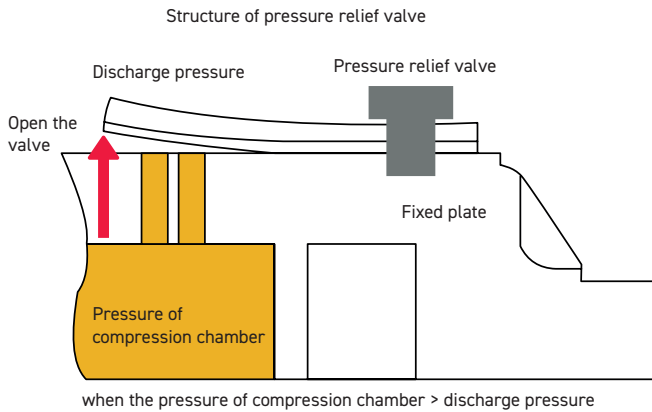 Structure of pressure relief valve
Discharge pressure
Pressure relief valve
Open the
valve
Fixed plate
Pressure of
compression chamber
when the pressure of compression chamber > discharge pressure